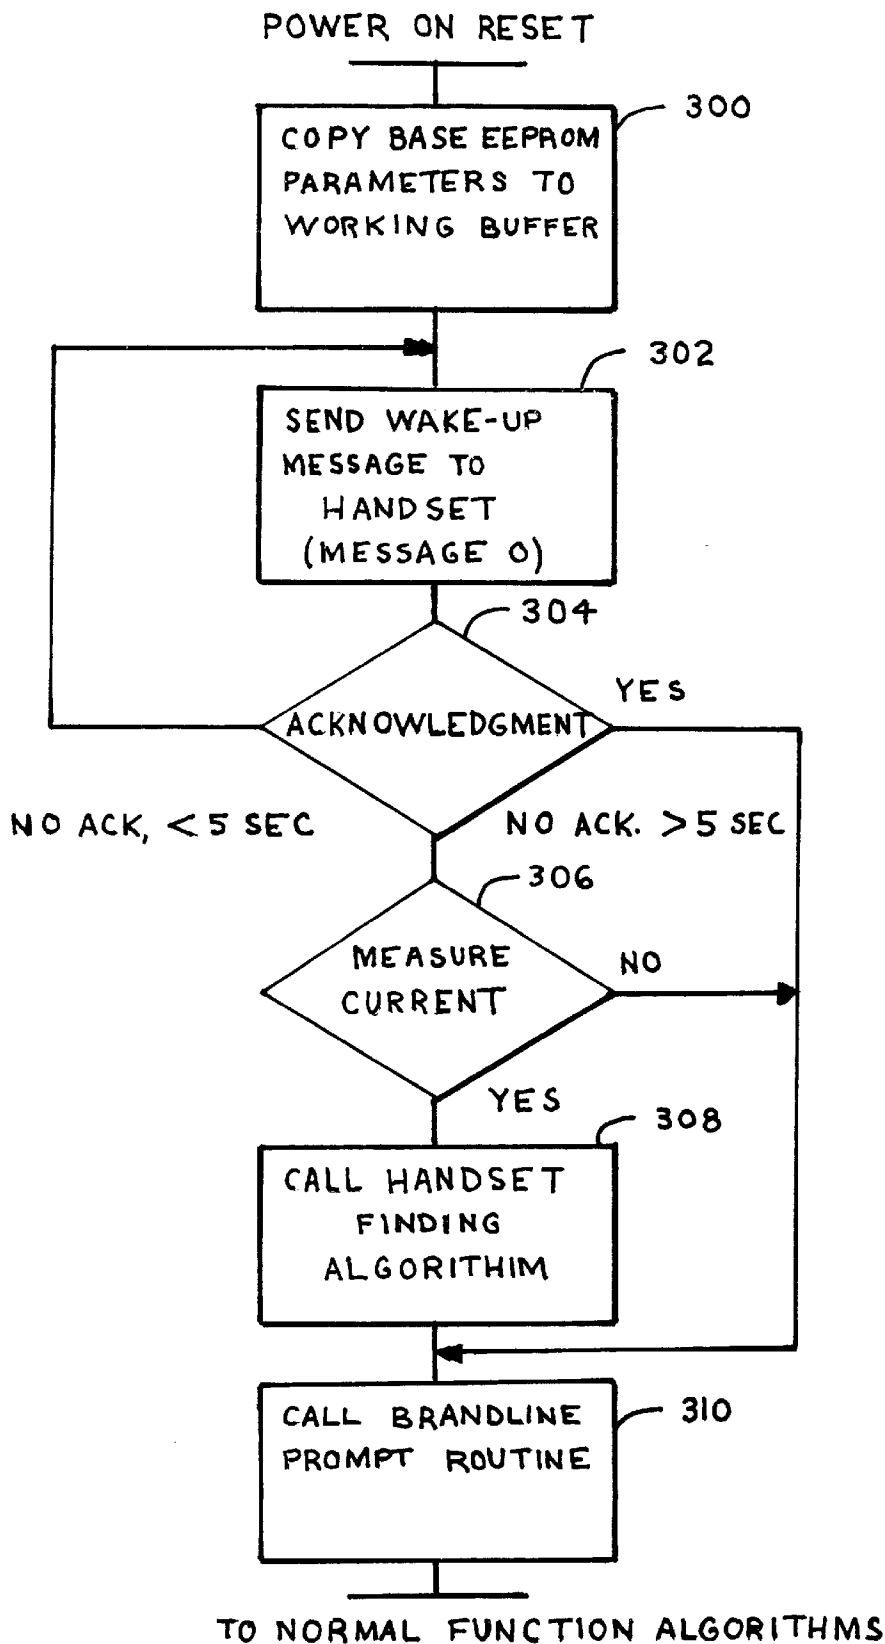 POWER ON RESET
300
COPY BASE EEPROM
PARAMETERS TO
WORKING BUFFER
302
SEND WAKE-UP
MESSAGE TO
HANDSET
(MESSAGE 0)
304
YES
ACKNOWLEDGMENT
NO ACK, < 5 SEC
NO ACK. > 5 SEC
306
MEASURE
CURRENT
NO
YES
308
CALL HANDSET
FINDING
ALGORITHIM
310
CALL BRANDLINE
PROMPT ROUTINE
TO NORMAL FUNCTION ALGORITHMS